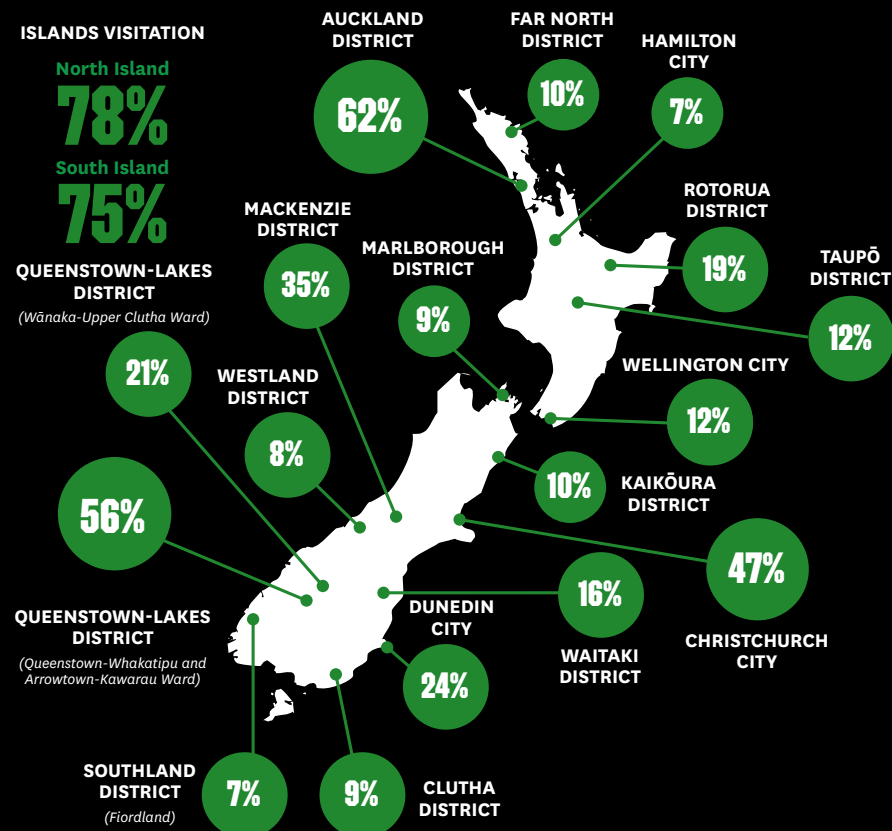 ISLANDS VISITATION
North Island
78%
South Island
75%
AUCKLAND
DISTRICT
62%
FAR NORTH
DISTRICT
10%
HAMILTON
CITY
7%
ROTORUA
DISTRICT
19%
TAUPŌ
DISTRICT
12%
MACKENZIE
DISTRICT
35%
MARLBOROUGH
DISTRICT
9%
QUEENSTOWN-LAKES
DISTRICT
(Wānaka-Upper Clutha Ward)
21%
WESTLAND
DISTRICT
8%
WELLINGTON CITY
12%
10%
KAIKŌURA
DISTRICT
56%
QUEENSTOWN-LAKES
DISTRICT
(Queenstown-Whakatipu and
Arrowtown-Kawarau Ward)
47%
CHRISTCHURCH
CITY
16%
WAITAKI
DISTRICT
DUNEDIN
CITY
24%
SOUTHLAND
DISTRICT
(Fiordland)
7%
9%
CLUTHA
DISTRICT